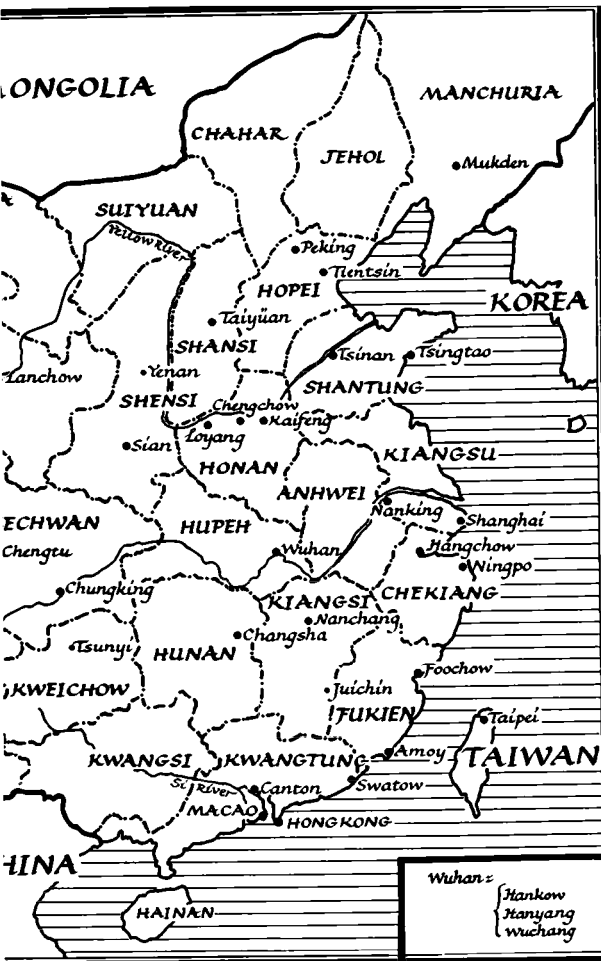 ONGOLIA
MANCHURIA
CHAHAR
JEHOL
Mukden
SUIYUAN
Yellow River
Peking
Tientsin
HOPEI
KOREA
Taiyüan
SHANSI
Tsinan
Tsingtao
Lanchow
Yenan
SHANTUNG
SHENSI
Chengchow
Loyang
Kaifeng
Sian
KIANGSU
HONAN
ANHWEI
Nanking
ECHWAN
HUPEH
Shanghai
Chengtu
Wuhan
Hangchow
Ningpo
Chungking
KIANGSI
CHEKIANG
Nanchang
Changsha
Tsunyi
HUNAN
Foochow
KWEICHOW
Juichin
FUKIEN
Taipei
KWANGSI
KWANGTUNG
Amoy
TAIWAN
Si River
Canton
Swatow
MACAO
HONGKONG
HINA
Wuhan=
Hankow
Hanyang
Wuchang
HAINAN